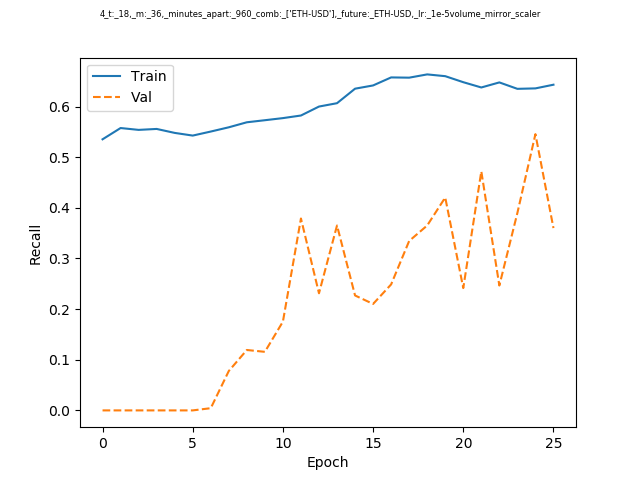 4_t:_18,_m:_36,_minutes_apart:_960_comb:_['ETH-USD'],_future:_ETH-USD,_lr:_1e-5volume_mirror_scaler
Train
Val
0.6
0.5
0.4
0.3
0.2
0.1
0.0
Recall
0
5
10
15
20
25
Epoch